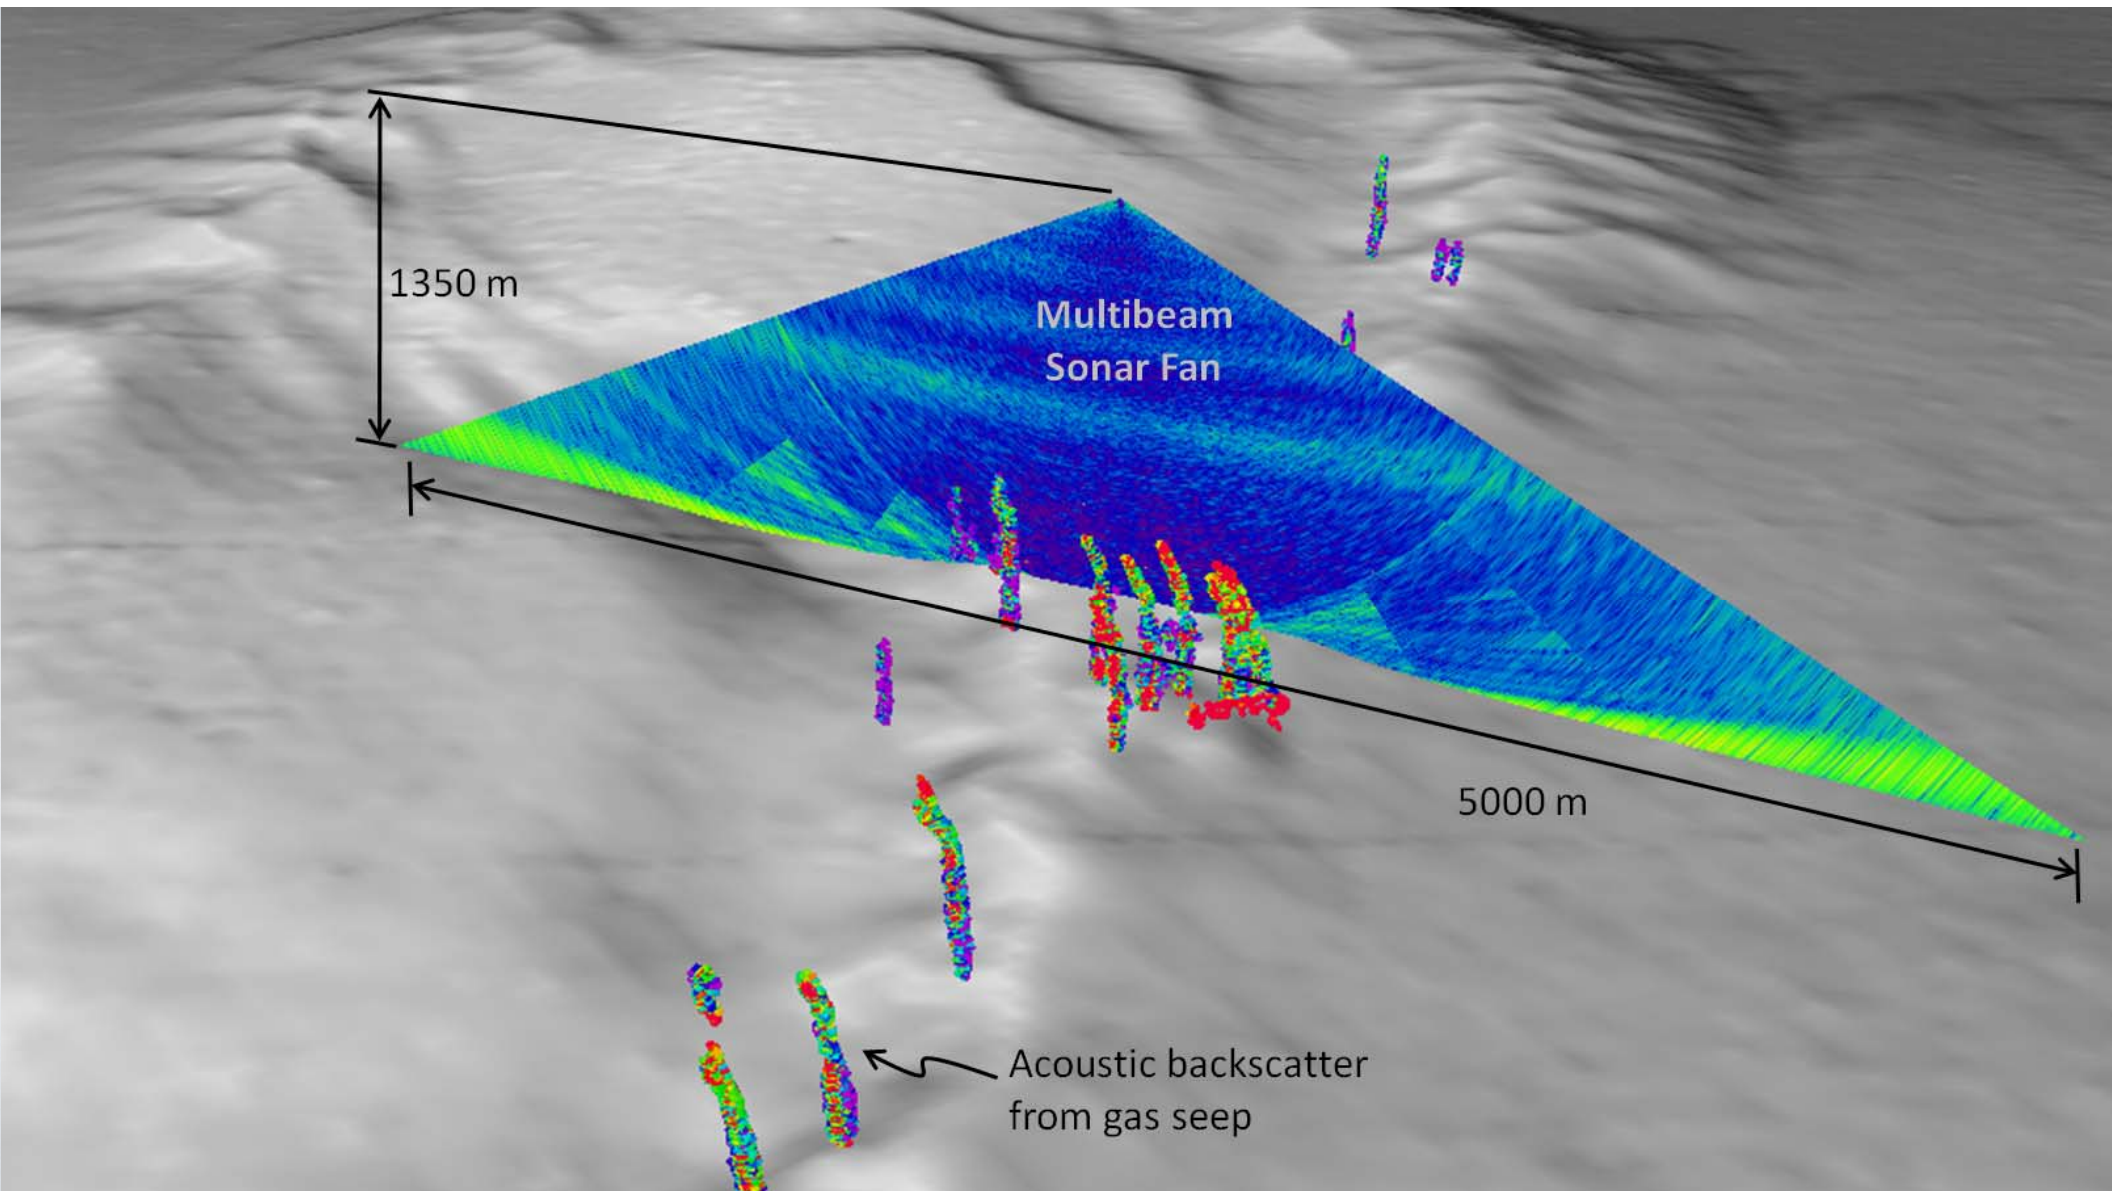 1350 m
Multibeam
Sonar Fan
5000 m
Acoustic backscatter
from gas seep